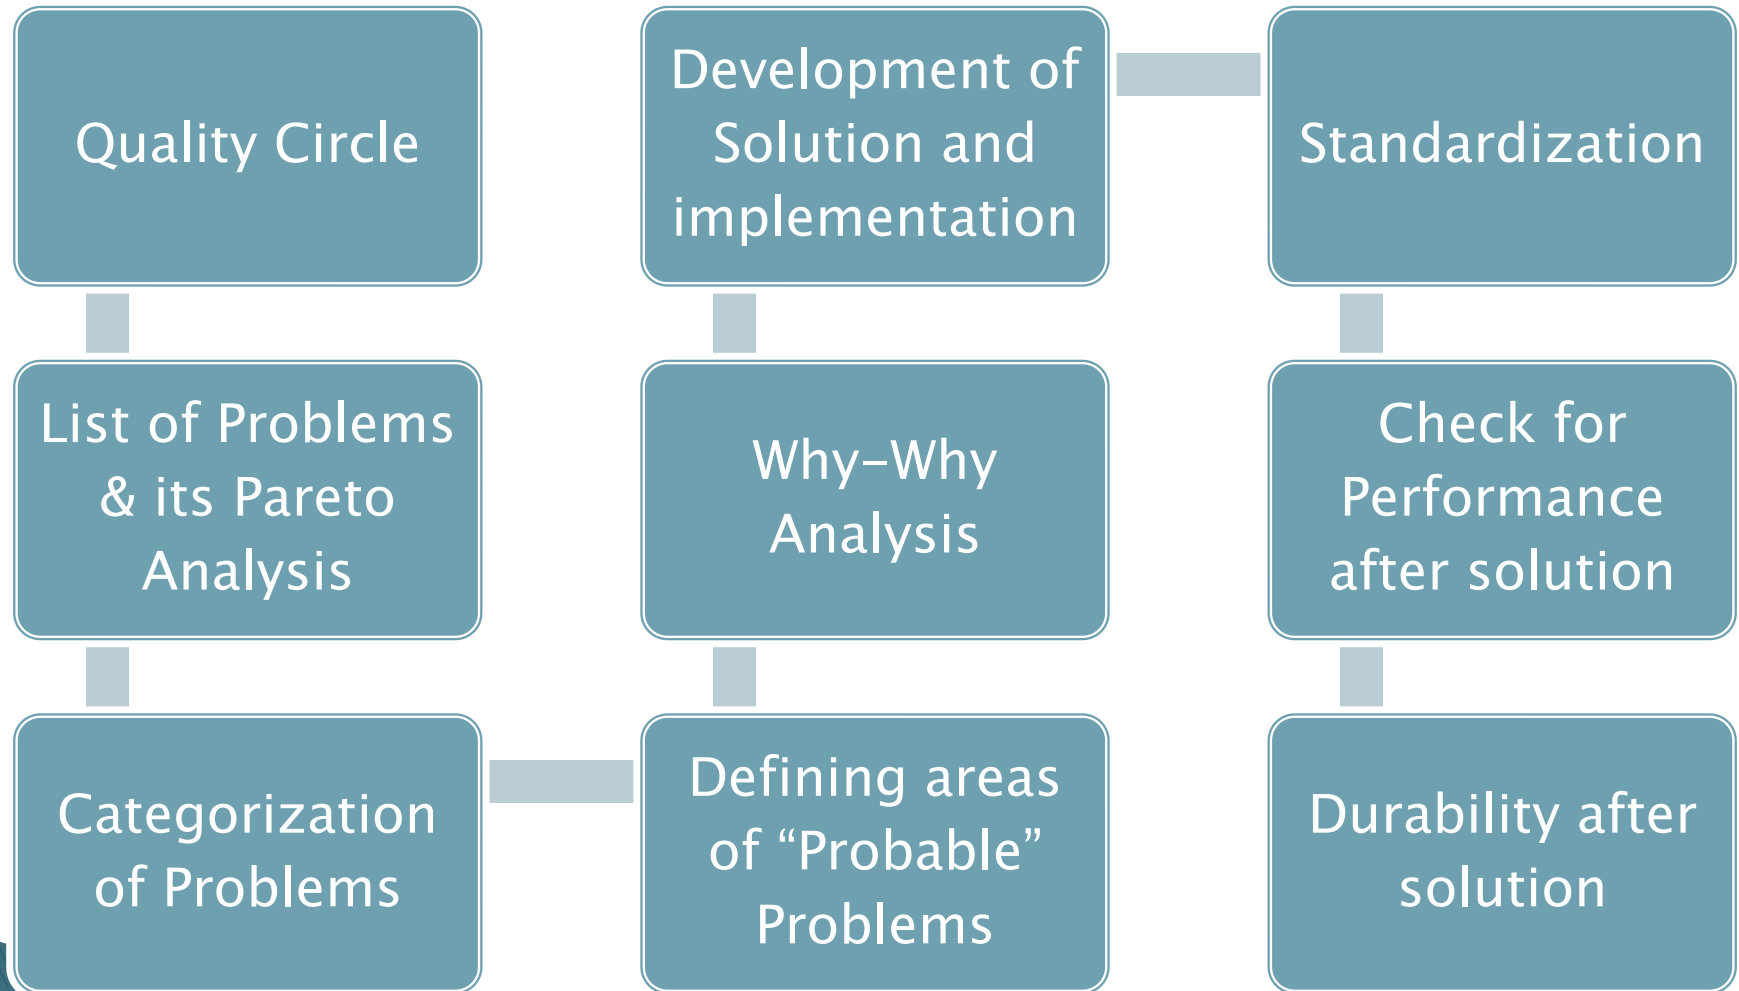 Quality Circle
List of Problems
& its Pareto
Analysis
Categorization
of Problems
Defining areas
of “Probable”
Problems
Why-Why
Analysis
Development of
Solution and
implementation
Standardization
Check for
Performance
after solution
Durability after
solution